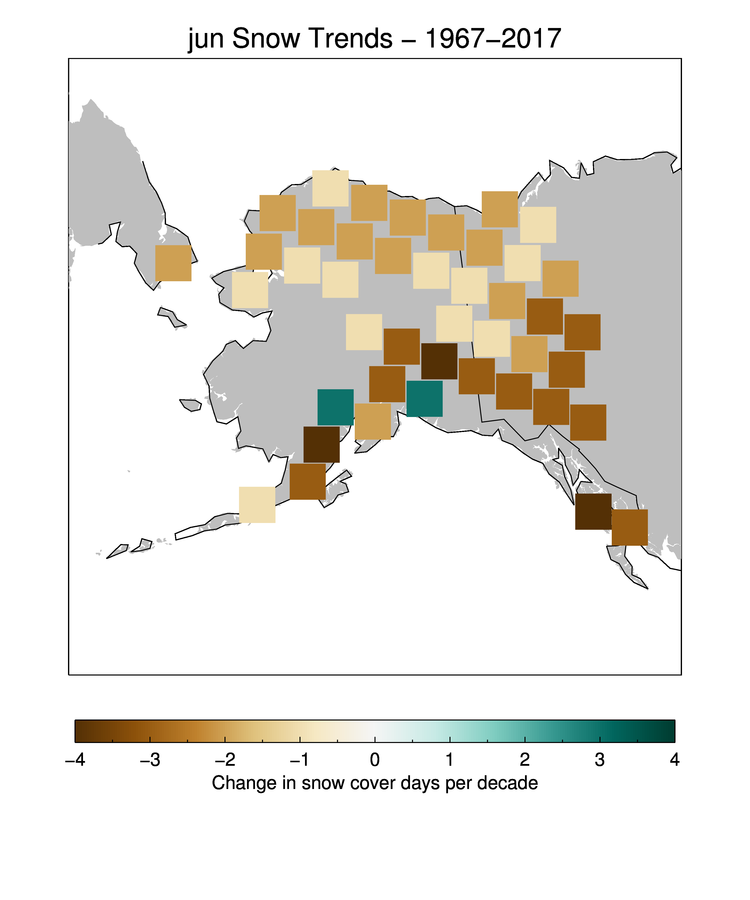 jun Snow Trends − 1967−2017
−4 −3 −2 −1 0 1 2 3 4
Change in snow cover days per decade